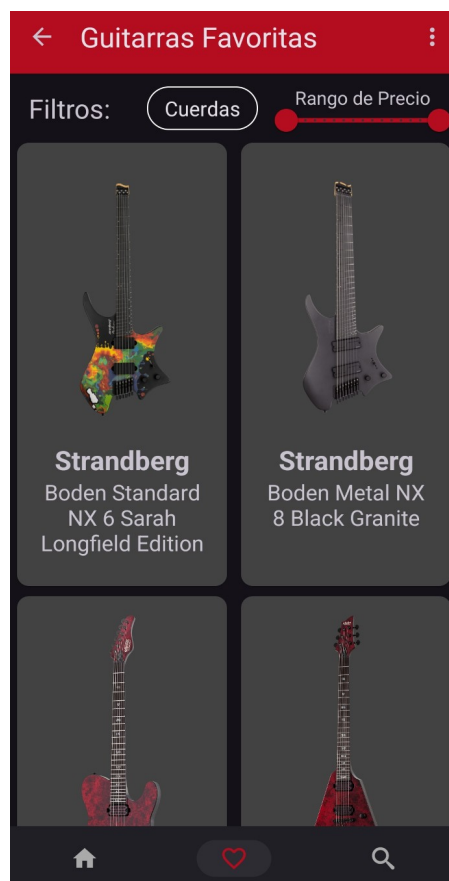 Guitarras Favoritas
Filtros:
Cuerdas
Rango de Precio
Strandberg
Boden Standard
NX 6 Sarah
Longfield Edition
Strandberg
Boden Metal NX
8 Black Granite